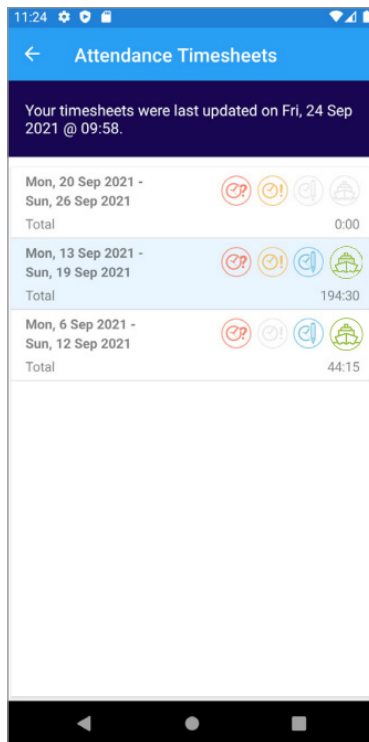 11:24
Attendance Timesheets
Your timesheets were last updated on Fri, 24 Sep
2021 @ 09:58.
Mon, 20 Sep 2021 -
Sun, 26 Sep 2021
Total 0:00
Mon, 13 Sep 2021 -
Sun, 19 Sep 2021
Total 194:30
Mon, 6 Sep 2021 -
Sun, 12 Sep 2021
Total 44:15